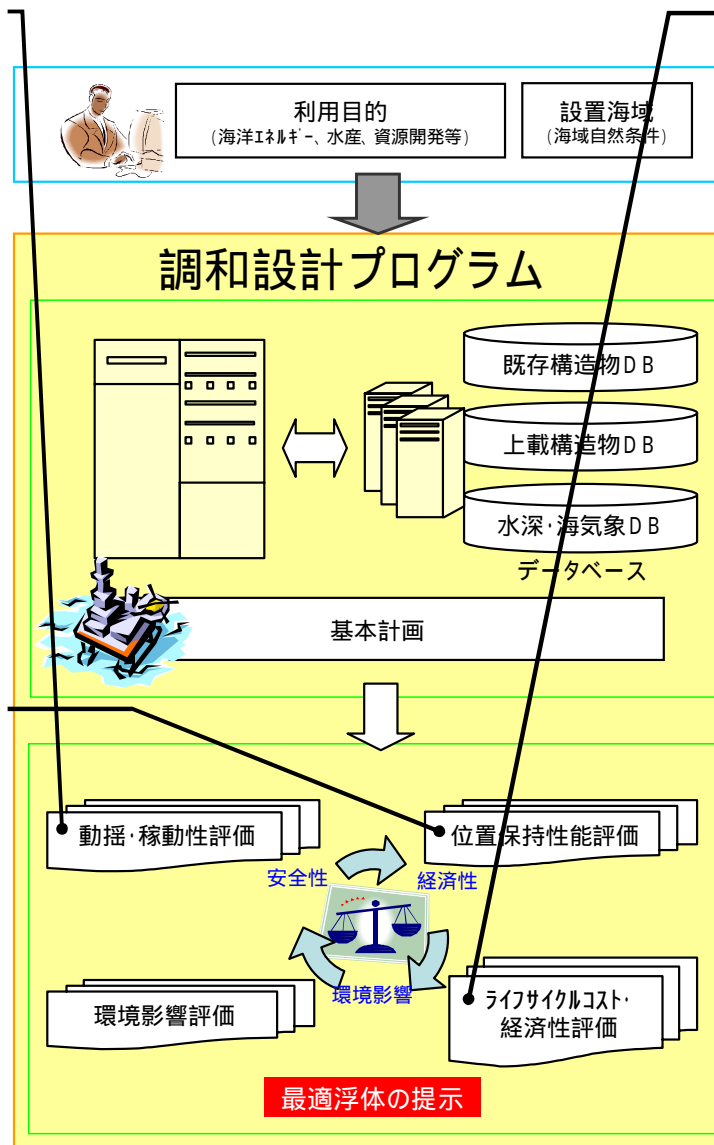 利用目的
(海洋ｴﾈﾙｷﾞｰ、水産、資源開発等)
設置海域
(海域自然条件)
調和設計プログラム
既存構造物ＤＢ
上載構造物ＤＢ
水深･海気象ＤＢ
データベース
基本計画
動揺･稼動性評価
位置保持性能評価
安全性
経済性
環境影響
環境影響評価
ﾗｲﾌｻｲｸﾙｺｽﾄ･
経済性評価
最適浮体の提示